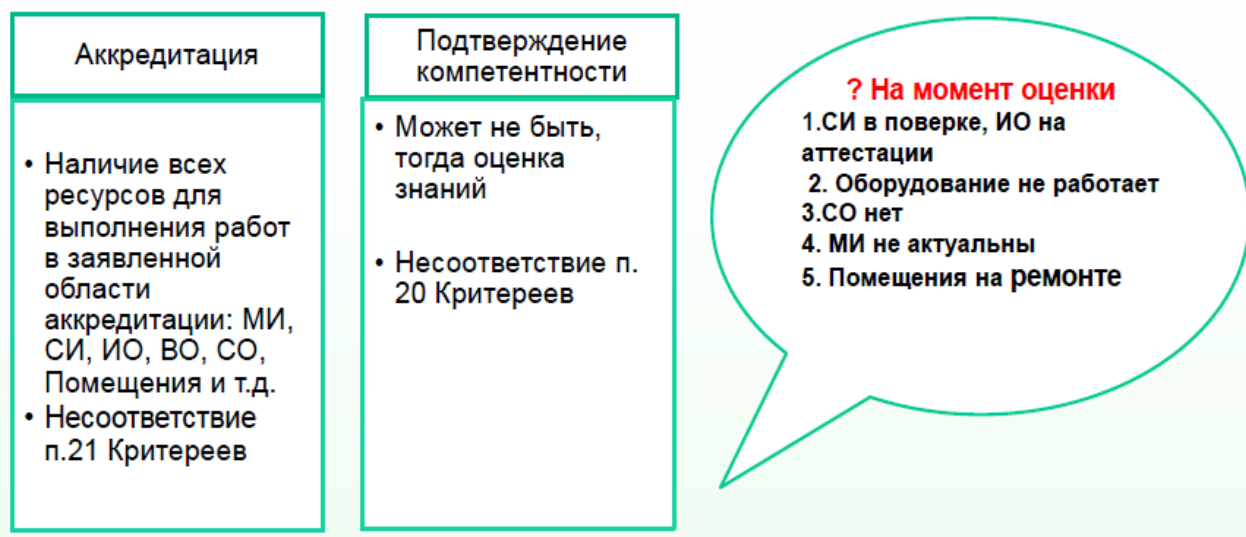 Аккредитация
• Наличие всех
ресурсов для
выполнения работ
в заявленной
области
аккредитации: МИ,
СИ, ИО, ВО, СО,
Помещения и т.д.
• Несоответствие
п.21 Критереев
Подтверждение
компетентности
• Может не быть,
тогда оценка
знаний
• Несоответствие п.
20 Критереев
? На момент оценки
1.СИ в поверке, ИО на
аттестации
2. Оборудование не работает
3.СО нет
4. МИ не актуальны
5. Помещения на ремонте